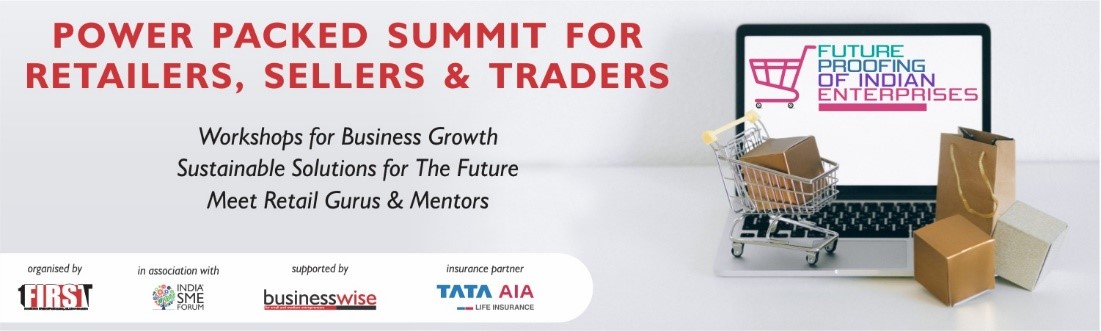 POWER PACKED SUMMIT FOR
RETAILERS, SELLERS & TRADERS
Workshops for Business Growth
Sustainable Solutions for The Future
Meet Retail Gurus & Mentors
FUTURE
PROOFING
OF INDIAN
ENTERPRISES
organised by
FIRST
in association with
INDIA
SME
FORUM
supported by
businesswise
insurance partner
TATA AIA
LIFE INSURANCE